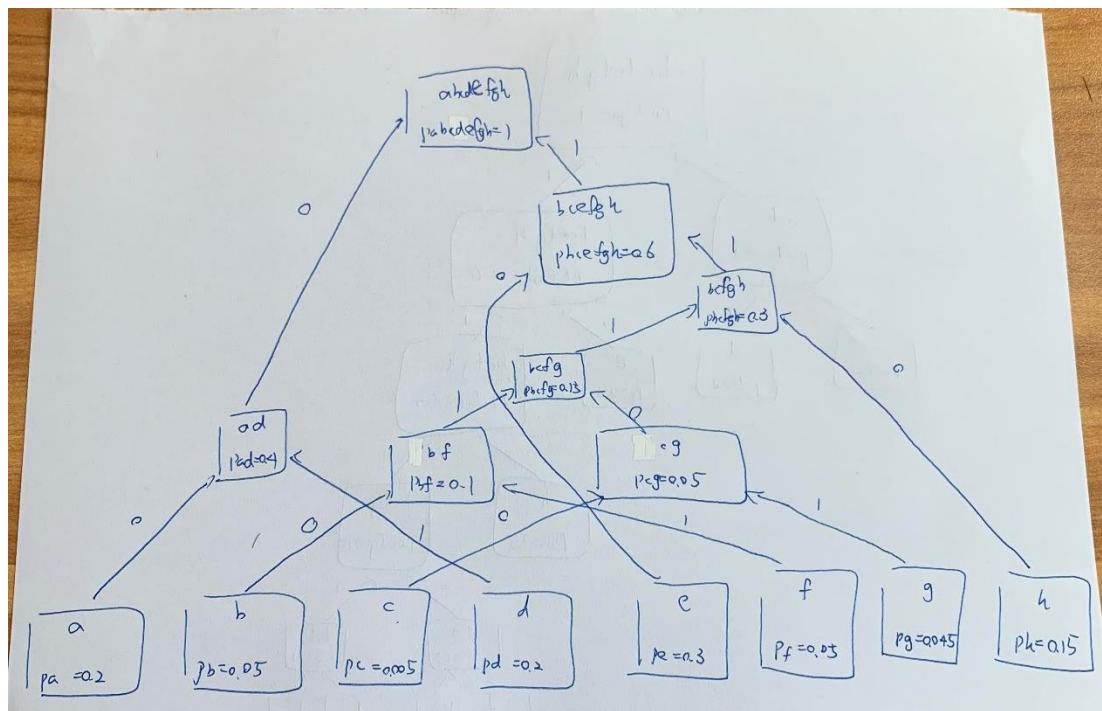 abcdefgh
Pabcdefgh=1
1
0
bcefgh
pbcefgh=0.6
1
0
bcfgh
pbcfgh=0.3
1
bcfg
pbcfg=0.15
0
1
0
ad
Pad=0.4
bf
Pbf=0.1
cg
pcg=0.05
0
0
1
0
1
1
a
pa=0.2
b
pb=0.05
c
pc=0.005
d
pd=0.2
e
pe=0.3
f
Pf=0.05
g
pg=0.045
h
ph=0.15